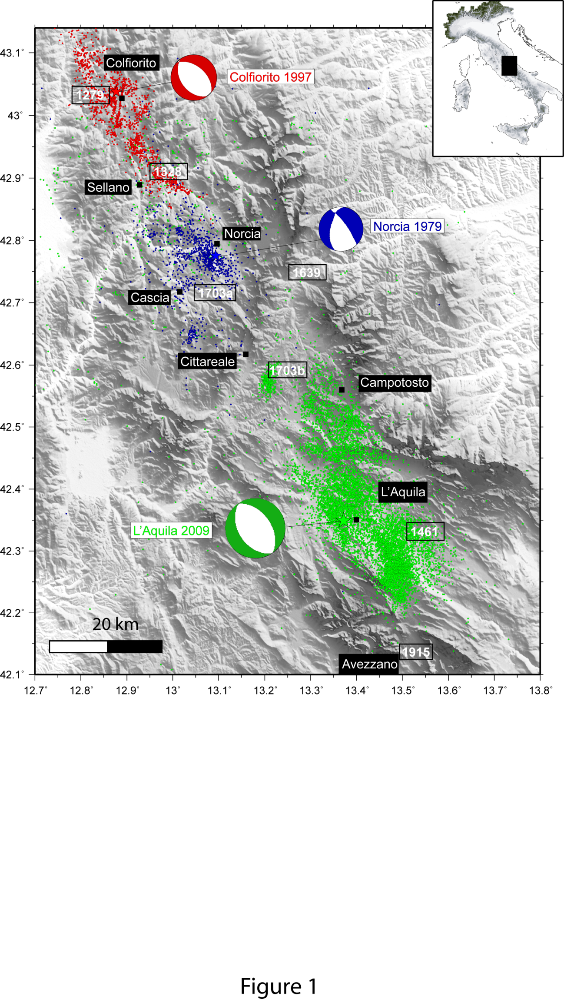 43.1°
Colfiorito
Colfiorito 1997
1279
43°
1328
42.9°
Sellano
Norcia 1979
Norcia
42.8°
1639
1703a
Cascia
42.7°
Cittareale
42.6°
1703b
Campotosto
42.5°
42.4°
L’Aquila
L’Aquila 2009
1461
42.3°
42.2°
20 km
1915
Avezzano
42.1°
12.7° 12.8° 12.9° 13° 13.1° 13.2° 13.3° 13.4° 13.5° 13.6° 13.7° 13.8°
Figure 1